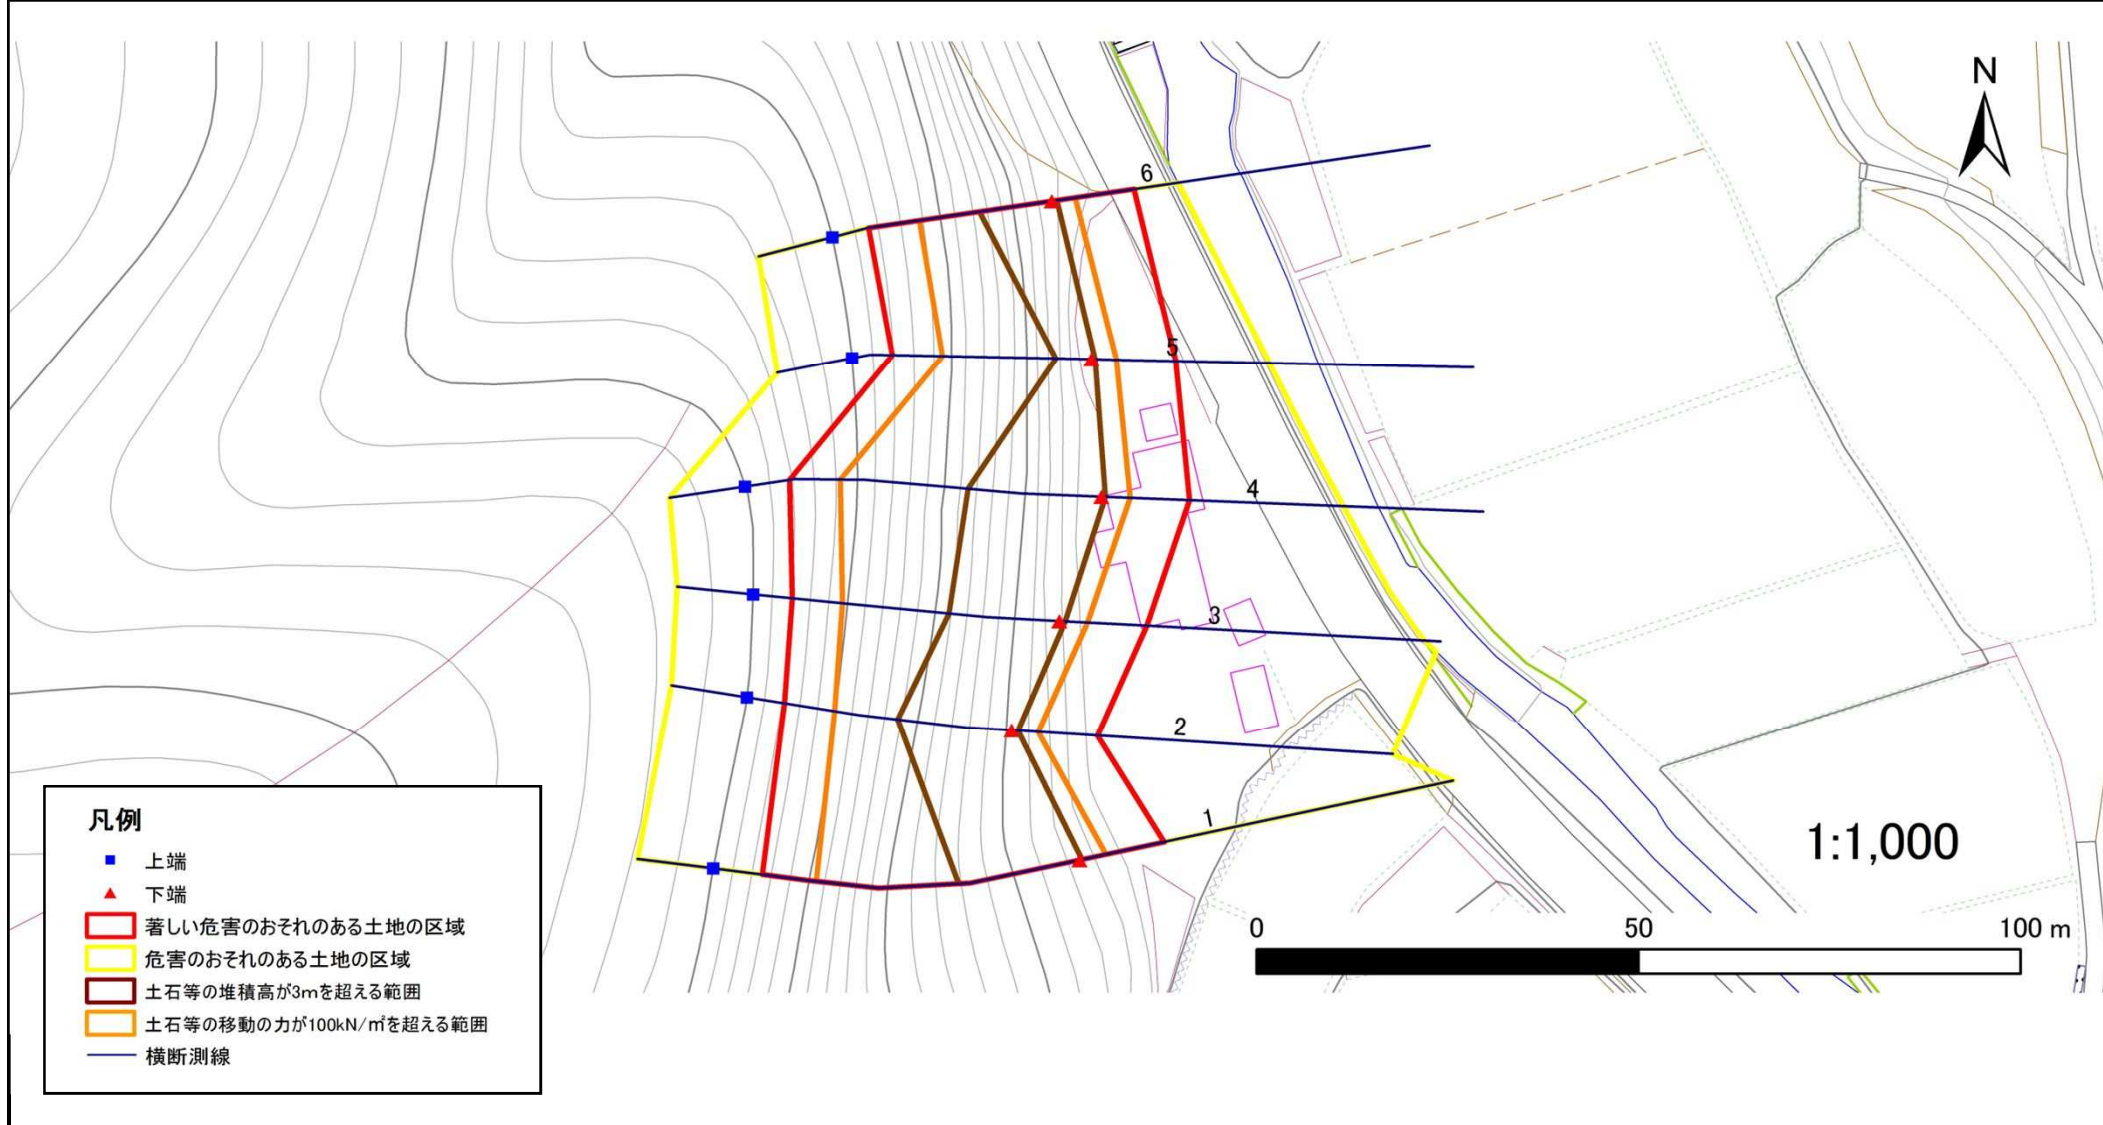 N
6
5
4
3
2
1
1:1,000
0 50 100 m
凡例
上端
下端
著しい危害のおそれのある土地の区域
危害のおそれのある土地の区域
土石等の堆積高が3mを超える範囲
土石等の移動の力が100kN/㎡を超える範囲
横断測線